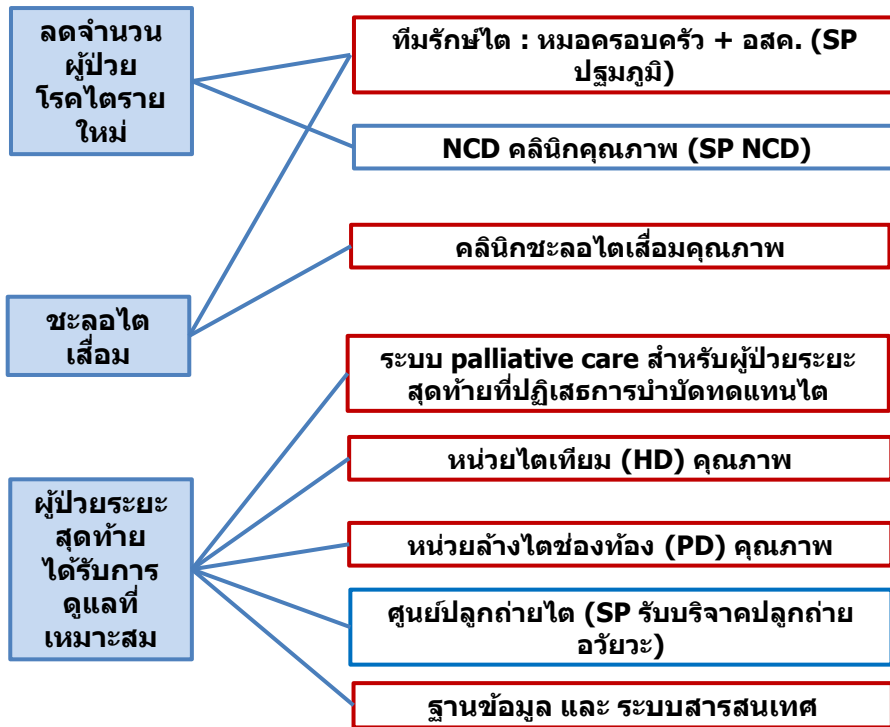 ลดจำนวน
ผู้ป่วย
โรคไตราย
ใหม่
ชะลอไต
เสื่อม
ผู้ป่วยระยะ
สุดท้าย
ได้รับการ
ดูแลที่
เหมาะสม
ทีมรักษ์ไต : หมอครอบครัว + อสค. (SP
ปฐมภูมิ)
NCD คลินิกคุณภาพ (SP NCD)
คลินิกชะลอไตเสื่อมคุณภาพ
ระบบ palliative care สำหรับผู้ป่วยระยะ
สุดท้ายที่ปฏิเสธการบำบัดทดแทนไต
หน่วยไตเทียม (HD) คุณภาพ
หน่วยล้างไตช่องท้อง (PD) คุณภาพ
ศูนย์ปลูกถ่ายไต (SP รับบริจาคปลูกถ่าย
อวัยวะ)
ฐานข้อมูล และ ระบบสารสนเทศ